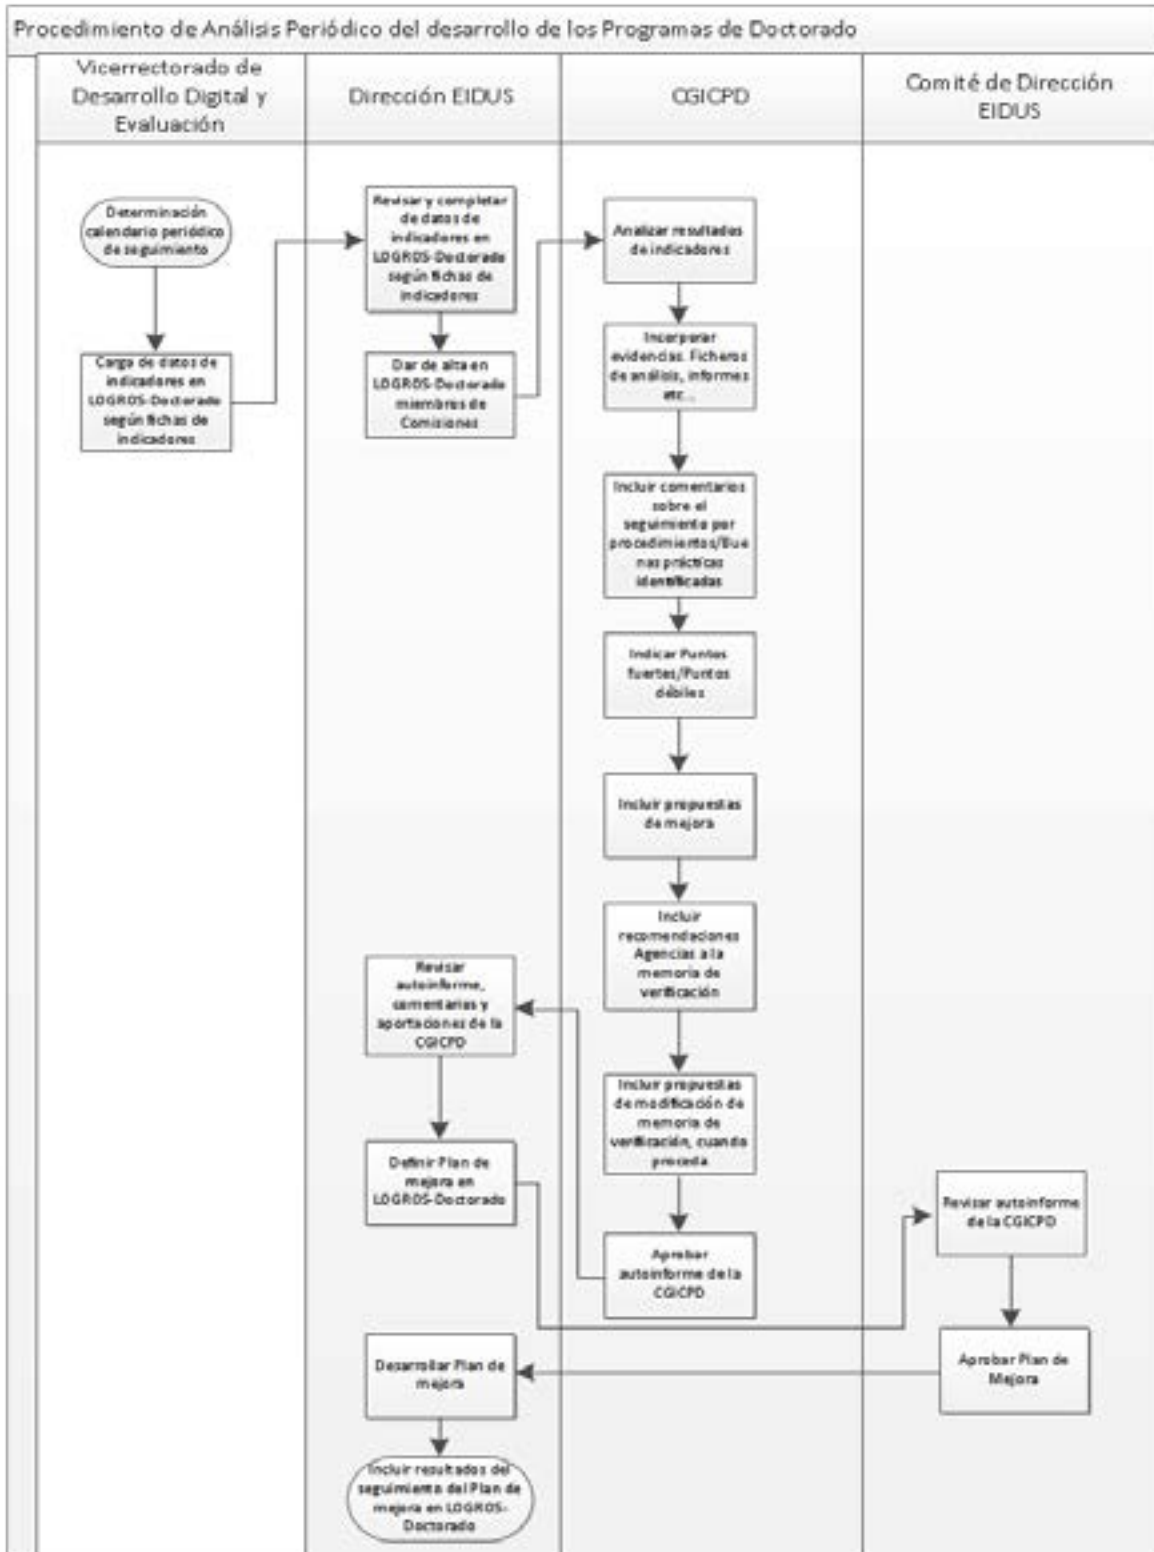 Procedimiento de Análisis Periódico del desarrollo de los Programas de Doctorado
Vicerrectorado de
Desarrollo Digital y
Evaluación
Dirección EIDUS
CGICPD
Comité de Dirección
EIDUS
Determinación
calendario periódico
de seguimiento
Carga de datos de
indicadores en
LOGROS-Doctorado
según fichas de
indicadores
Revisar y completar
de datos de
indicadores en
LOGROS-Doctorado
según fichas de
indicadores
Dar de alta en
LOGROS-Doctorado
miembros de
Comisiones
Analizar resultados
de indicadores
Incorporar
evidencias. Ficheros
de análisis, informes
etc...
Incluir comentarios
sobre el
seguimiento por
procedimientos/Bue
nas prácticas
identificadas
Indicar Puntos
fuertes/Puntos
débiles
Incluir propuestas
de mejora
Incluir
recomendaciones
Agencias a la
memoria de
verificación
Incluir propuestas
de modificación de
memoria de
verificación, cuando
proceda
Aprobar
autoinforme de la
CGICPD
Revisar
autoinforme,
comentarios y
aportaciones de la
CGICPD
Definir Plan de
mejora en
LOGROS-Doctorado
Revisar autoinforme
de la CGICPD
Aprobar Plan de
Mejora
Desarrollar Plan de
mejora
Incluir resultados del
seguimiento del Plan de
mejora en LOGROS-
Doctorado